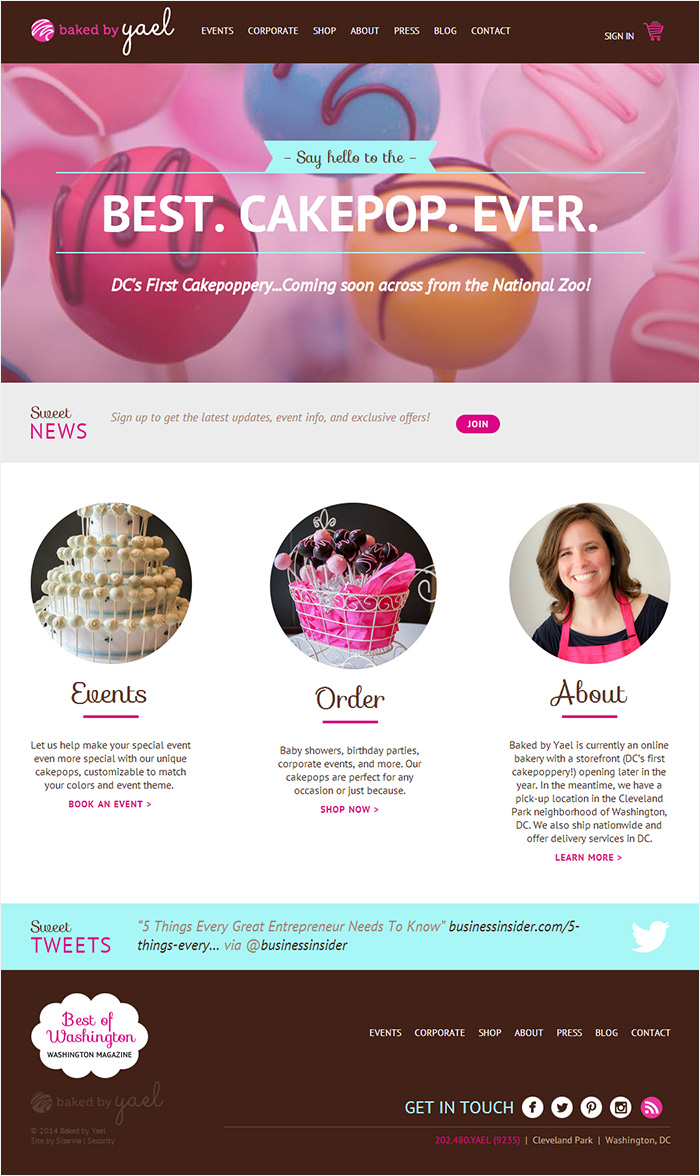 baked by yael
EVENTS CORPORATE SHOP ABOUT PRESS BLOG CONTACT
SIGN IN
– Say hello to the –
BEST. CAKEPOP. EVER.
DC's First Cakepoppery...Coming soon across from the National Zoo!
Sweet
NEWS
Sign up to get the latest updates, event info, and exclusive offers!
JOIN
Events
Let us help make your special event
even more special with our unique
cakepops, customizable to match
your colors and event theme.
BOOK AN EVENT >
Order
Baby showers, birthday parties,
corporate events, and more. Our
cakepops are perfect for any
occasion or just because.
SHOP NOW >
About
Baked by Yael is currently an online
bakery with a storefront (DC's first
cakepoppery!) opening later in the
year. In the meantime, we have a
pick-up location in the Cleveland
Park neighborhood of Washington,
DC. We also ship nationwide and
offer delivery services in DC.
LEARN MORE >
Sweet
TWEETS
“5 Things Every Great Entrepreneur Needs To Know” businessinsider.com/5-
things-every... via @businessinsider
Best of
Washington
WASHINGTON MAGAZINE
EVENTS CORPORATE SHOP ABOUT PRESS BLOG CONTACT
baked by yael
GET IN TOUCH
© 2014 Baked by Yael
Site by Sisarina | Security
202.480.YAEL (9235) | Cleveland Park | Washington, DC